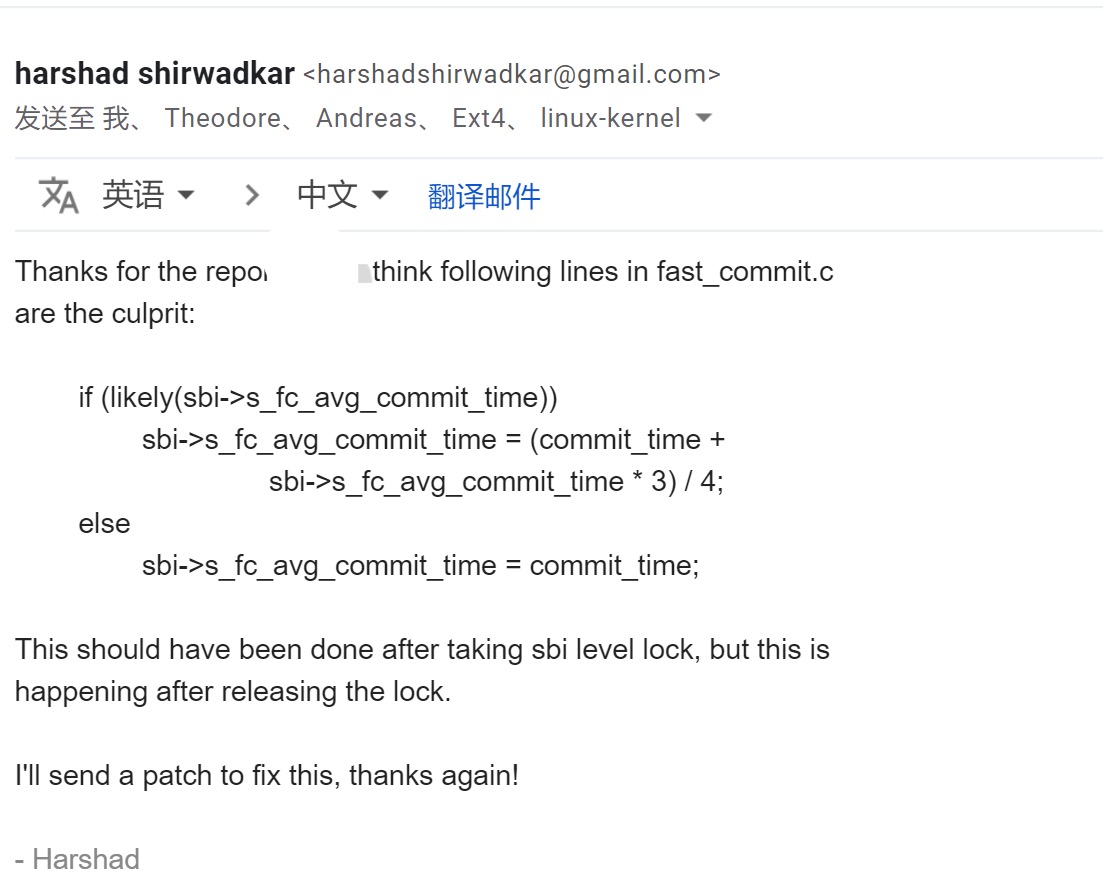 harshad shirwadkar <harshadshirwadkar@gmail.com>
发送至 我、 Theodore、 Andreas、 Ext4、 linux-kernel
英语 > 中文 翻译邮件
Thanks for the think following lines in fast_commit.c
are the culprit:
if (likely(sbi->s_fc_avg_commit_time))
sbi->s_fc_avg_commit_time = (commit_time +
sbi->s_fc_avg_commit_time * 3) / 4;
else
sbi->s_fc_avg_commit_time = commit_time;
This should have been done after taking sbi level lock, but this is
happening after releasing the lock.
I'll send a patch to fix this, thanks again!
- Harshad